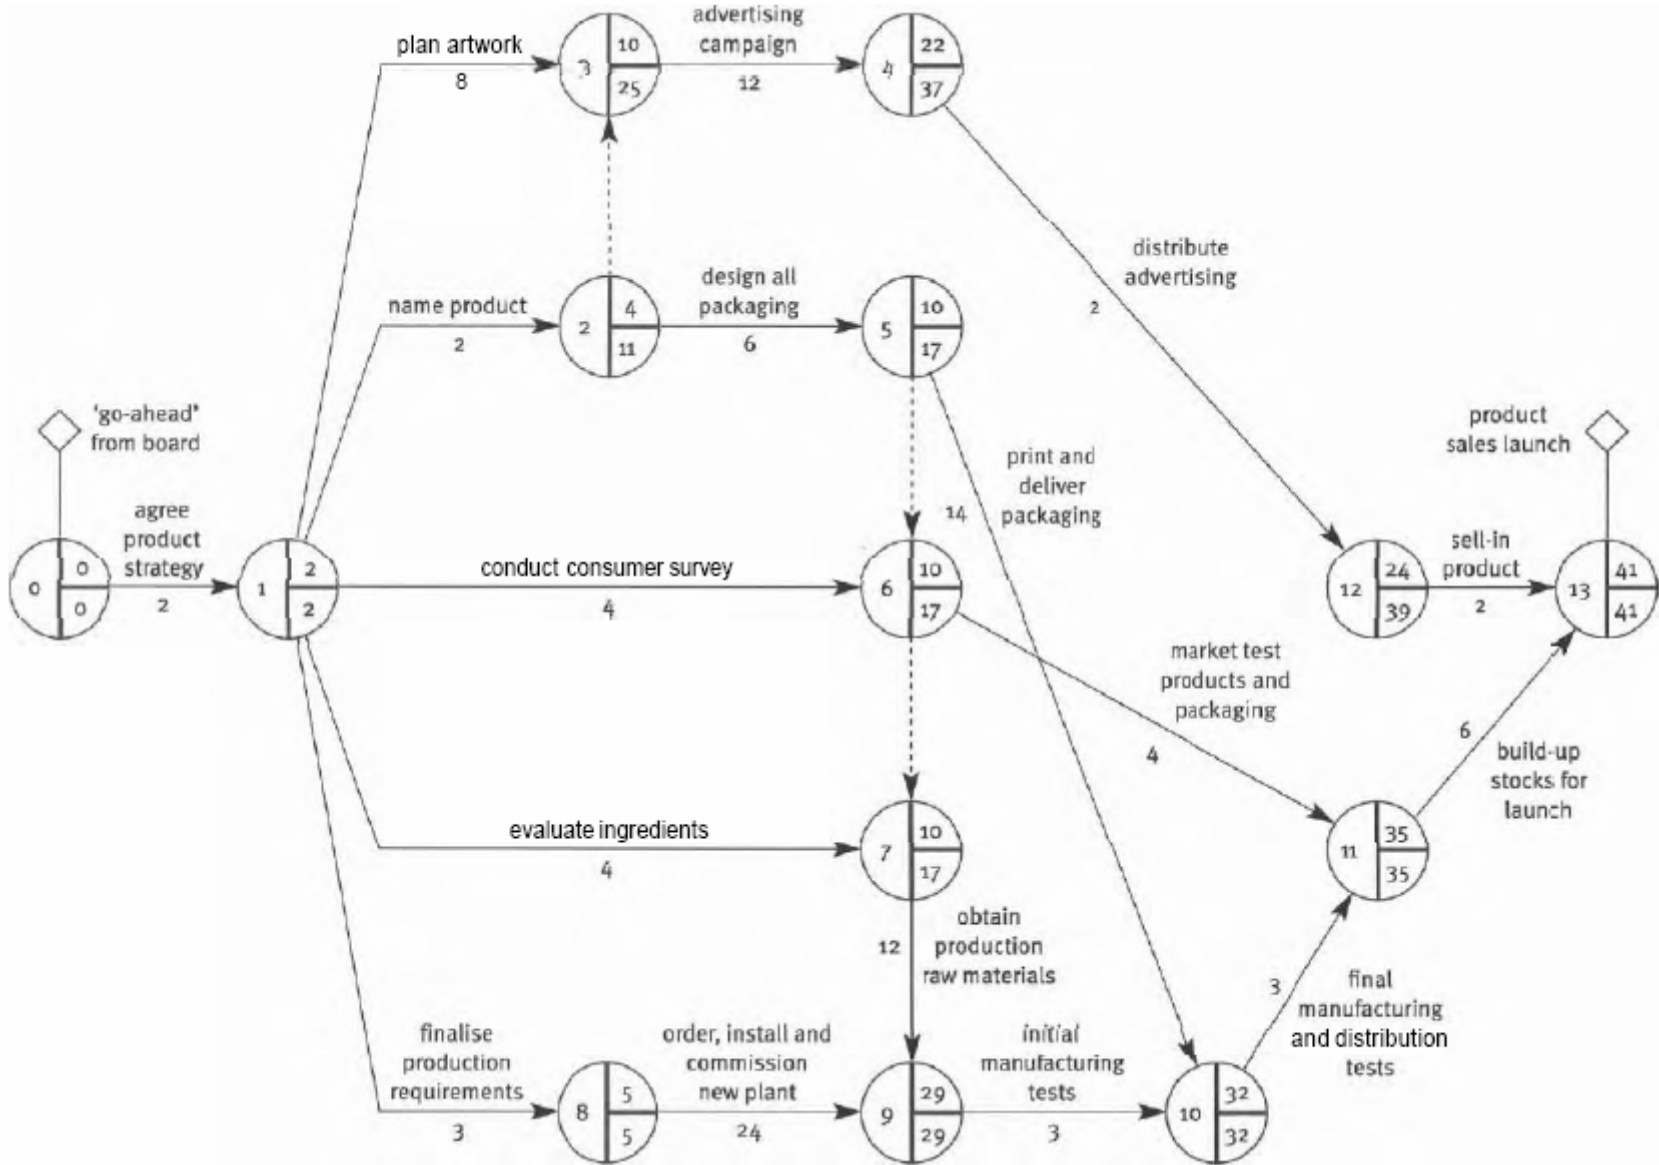 plan artwork
8
3
10
25
advertising
campaign
12
4
22
37
distribute
advertising
2
name product
2
2
4
11
design all
packaging
6
5
10
17
'go-ahead'
from board
product
sales launch
print and
deliver
packaging
14
0
0
0
agree
product
strategy
2
1
2
2
conduct consumer survey
4
6
10
17
12
24
39
sell-in
product
2
13
41
41
market test
products and
packaging
4
6
build-up
stocks for
launch
evaluate ingredients
4
7
10
17
11
35
35
12
obtain
production
raw materials
3
final
manufacturing
and distribution
tests
finalise
production
requirements
3
8
5
5
order, install and
commission
new plant
24
9
29
29
initial
manufacturing
tests
3
10
32
32